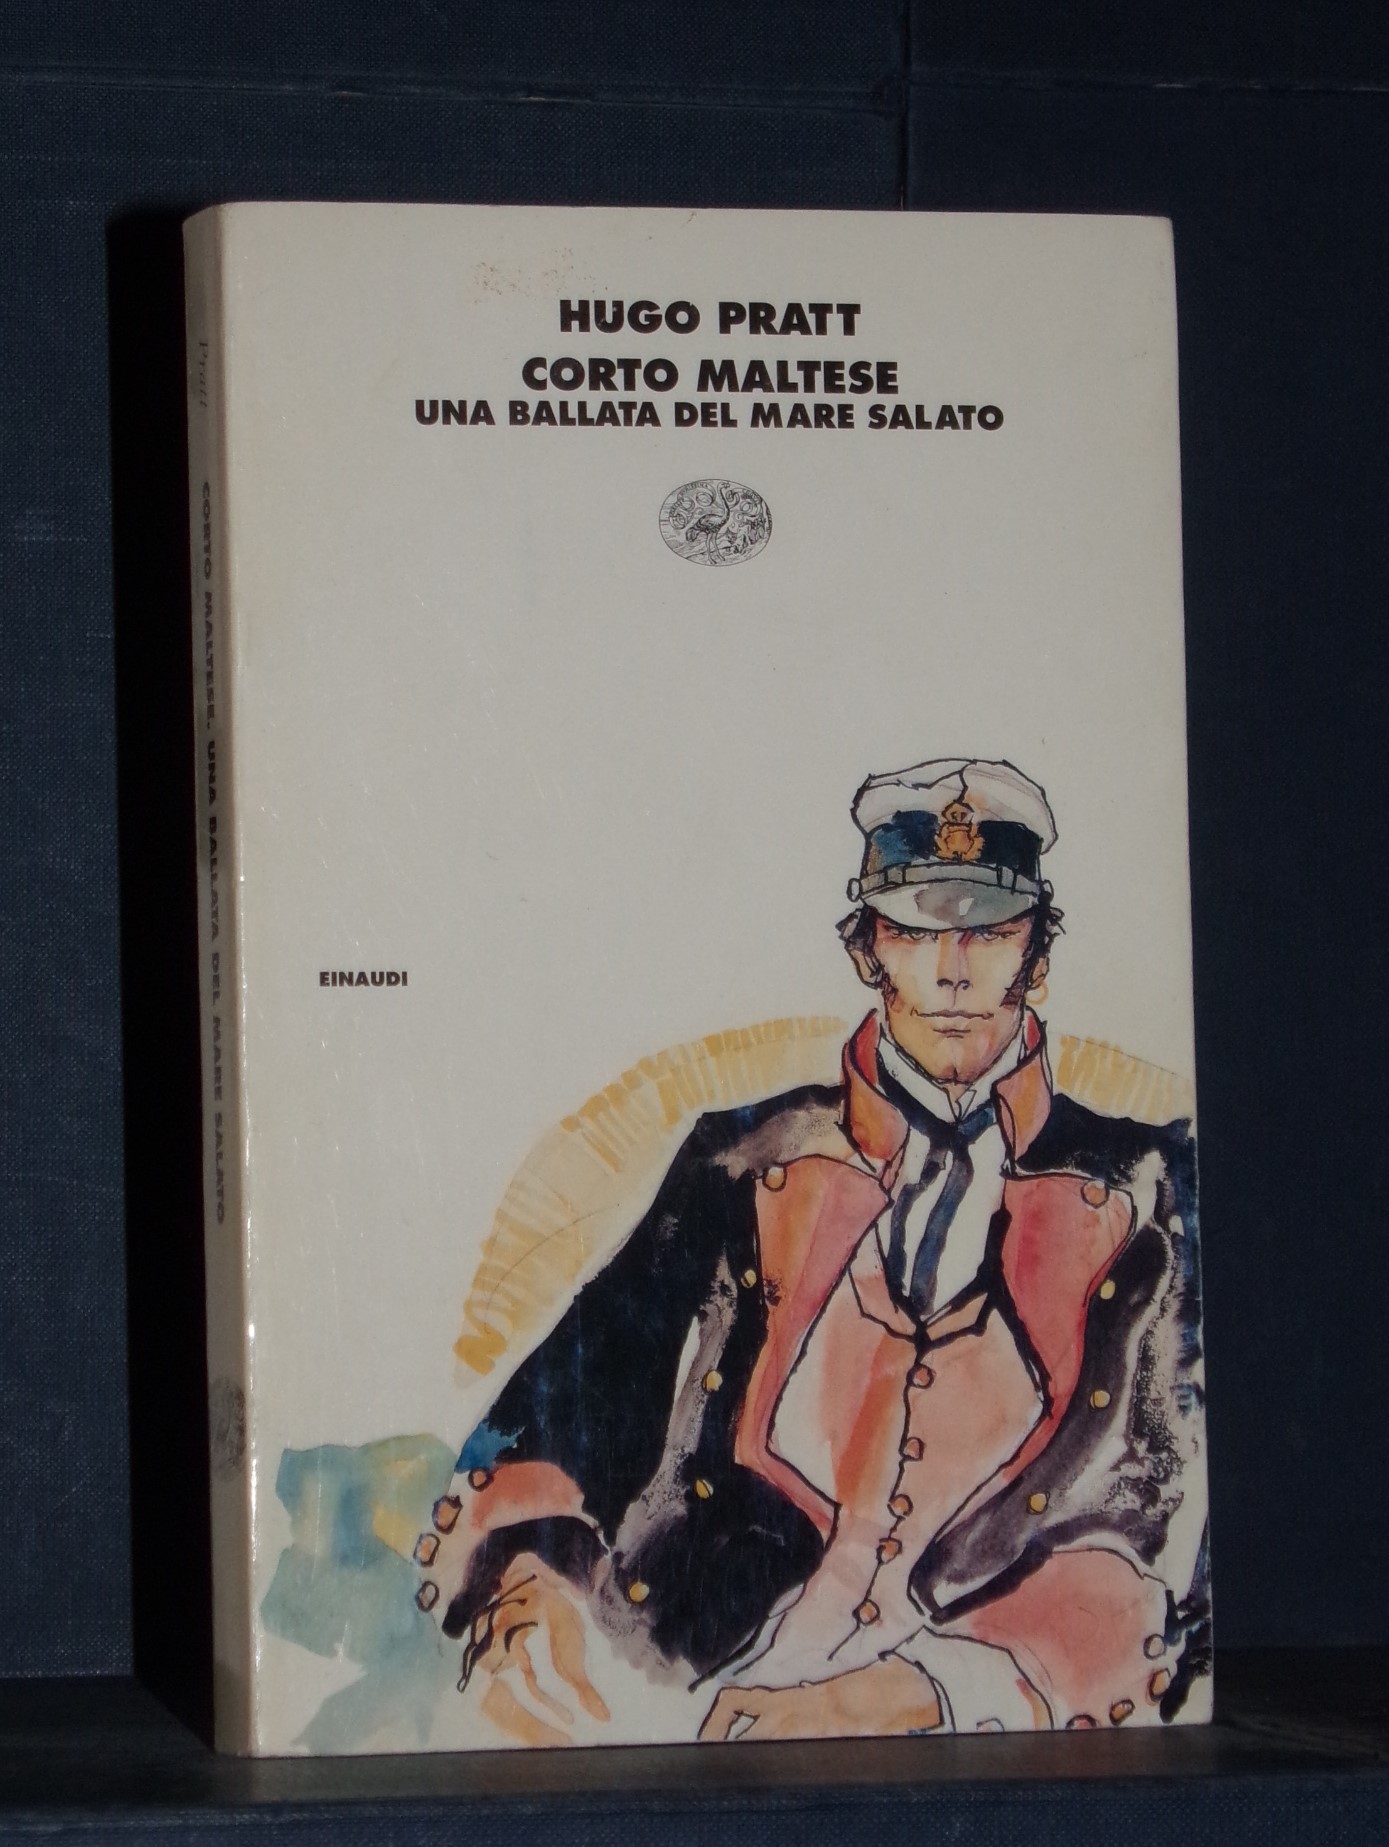 HUGO PRATT
CORTO MALTESE
UNA BALLATA DEL MARE SALATO
EINAUDI
Pratt
CORTO MALTESE. UNA BALLATA DEL MARE SALATO